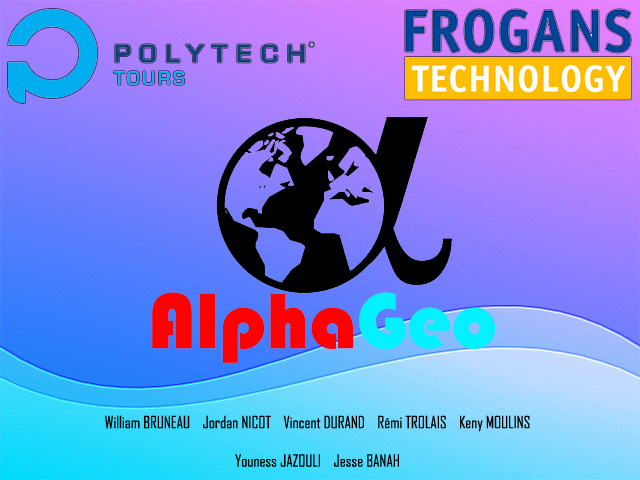 POLYTECH°
TOURS
FROGANS
TECHNOLOGY
AlphaGeo
William BRUNEAU Jordan NICOT Vincent DURAND Rémi TROLAIS Keny MOULINS
Youness JAZOULI Jesse BANAH